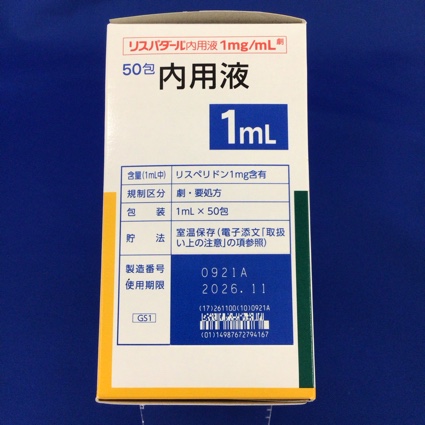 リスパダール内用液1mg/mL 劇
50包 内用液
1mL
含量(1mL中) リスペリドン1mg含有
規制区分 劇・要処方
包装 1mL×50包
貯法 室温保存(電子添文「取扱
い上の注意」の項参照)
製造番号 0921A
使用期限 2026.11
(17)261100(10)0921A
GS1
(01)14987672794167